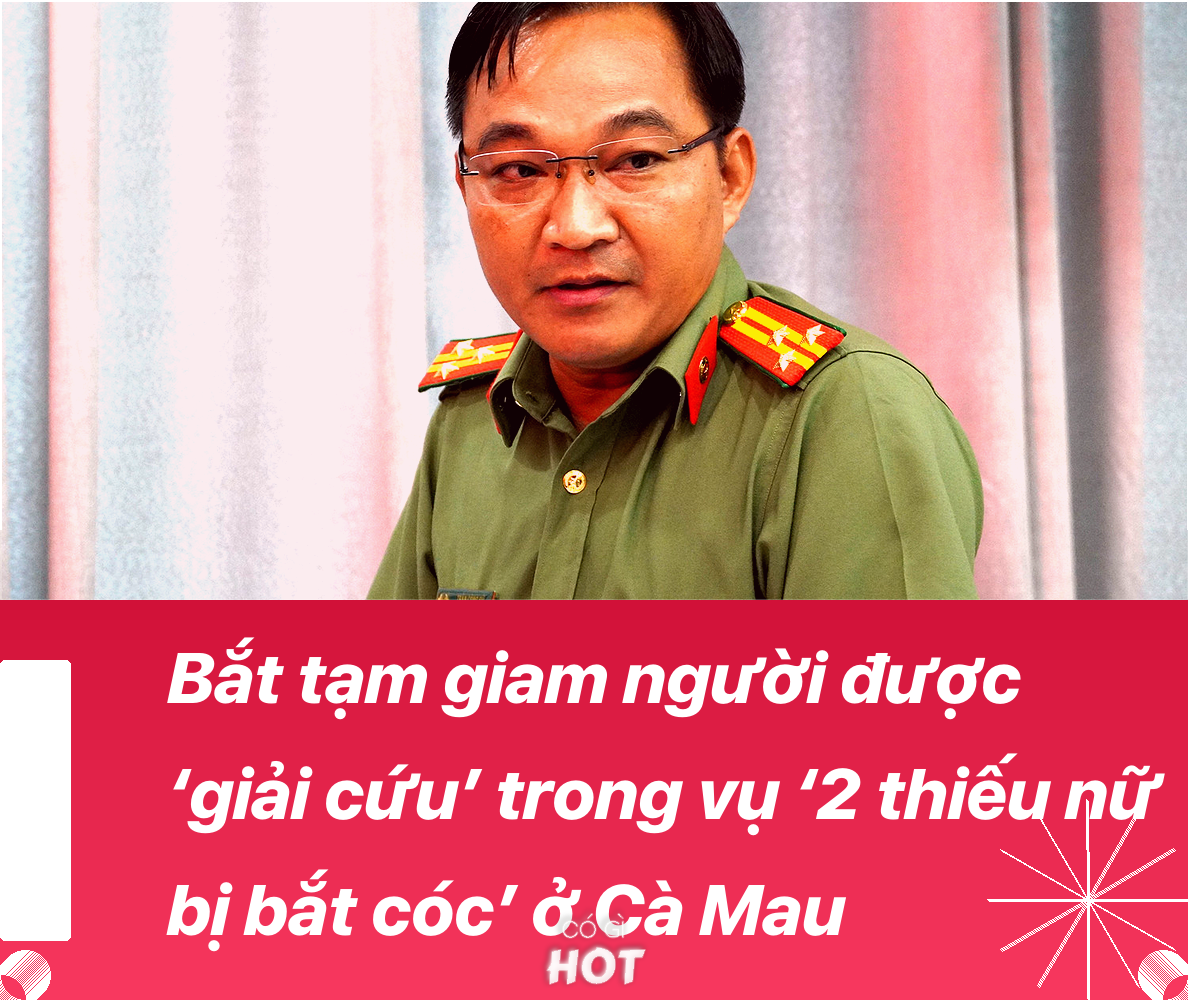 Bắt tạm giam người được
‘giải cứu’ trong vụ ‘2 thiếu nữ
bị bắt cóc’ ở Cà Mau
CÓ GÌ
HOT